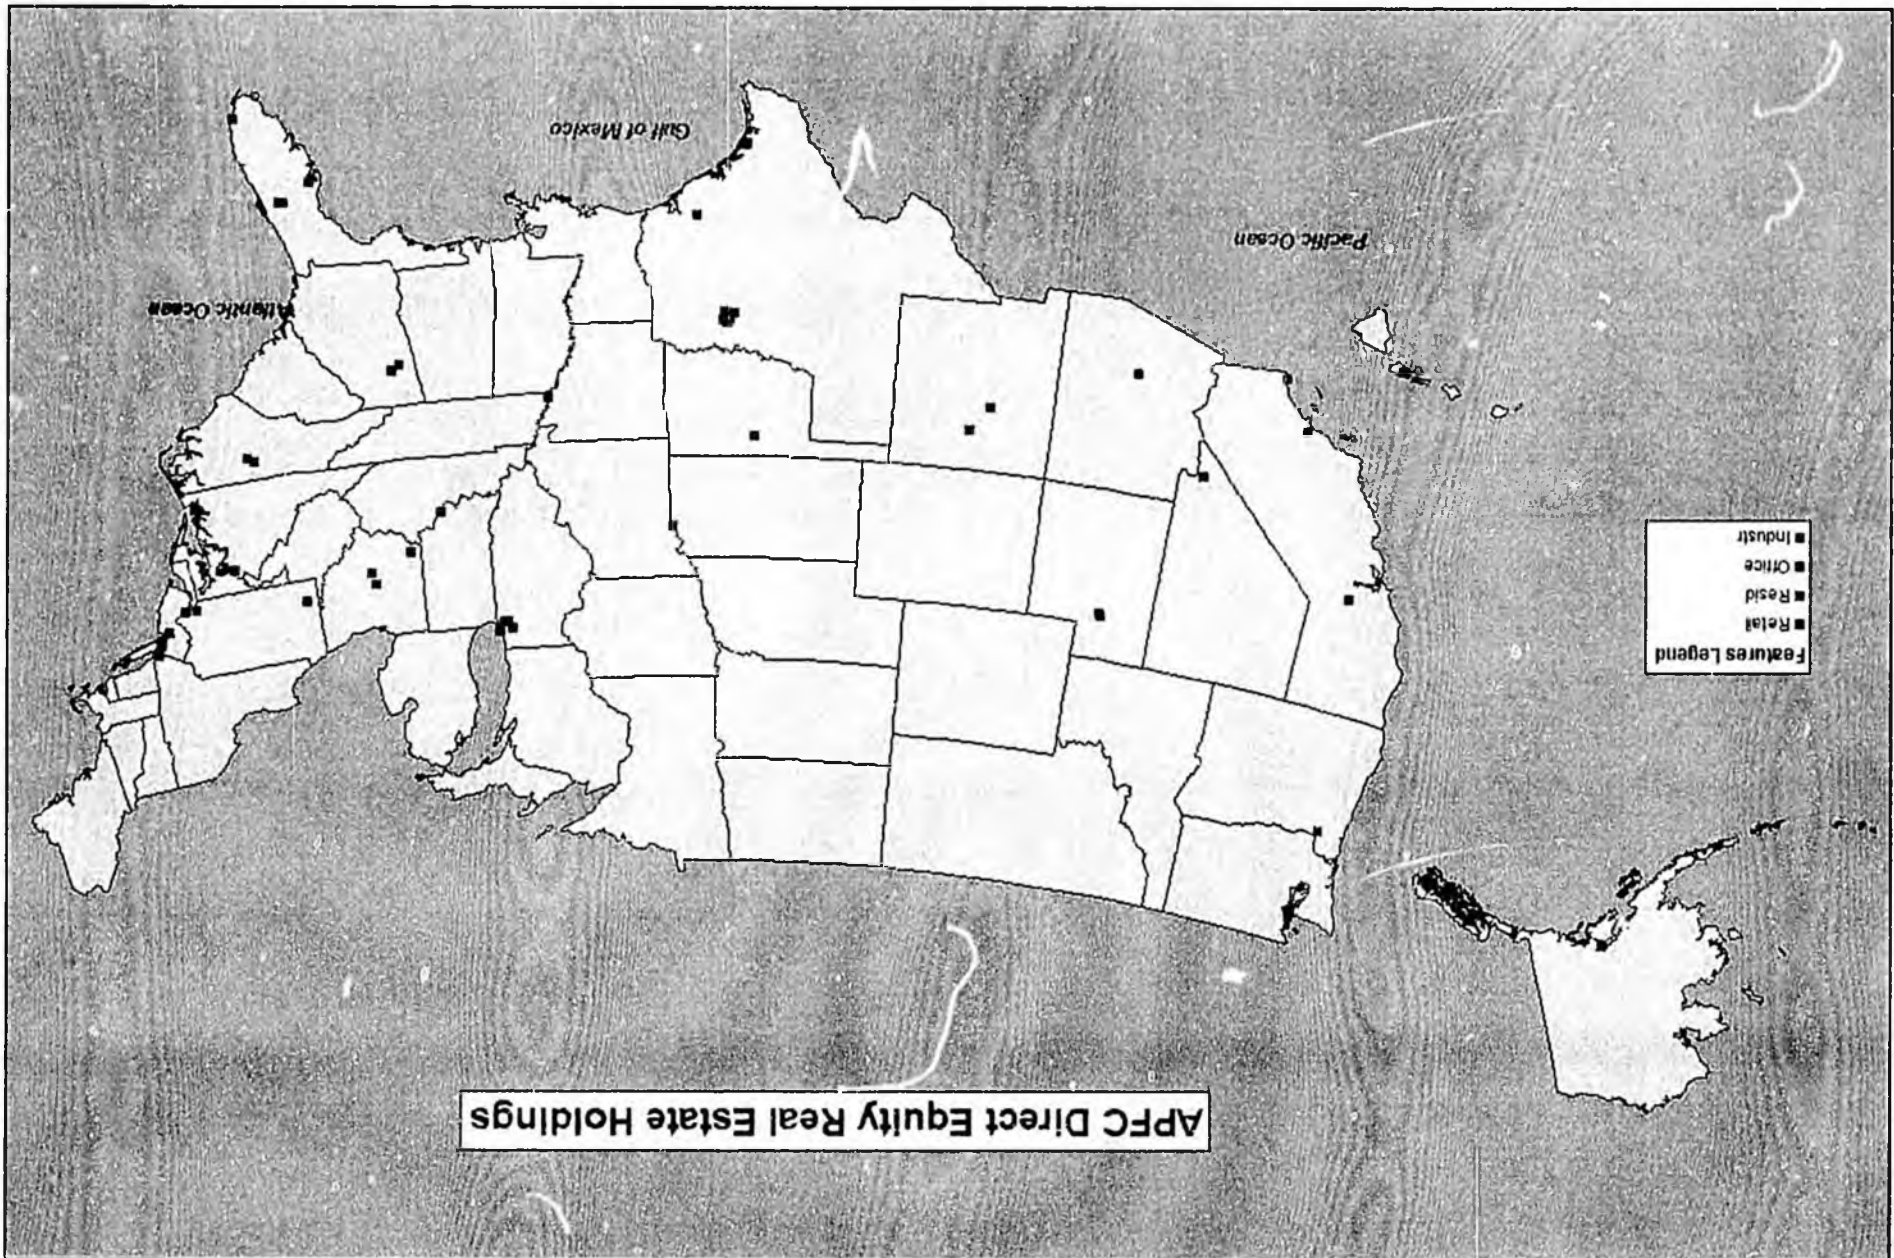 APFC Direct Equity Real Estate Holdings
Features Legend
Retail
Resid
Office
Industr
Pacific Ocean
Atlantic Ocean
Gulf of Mexico